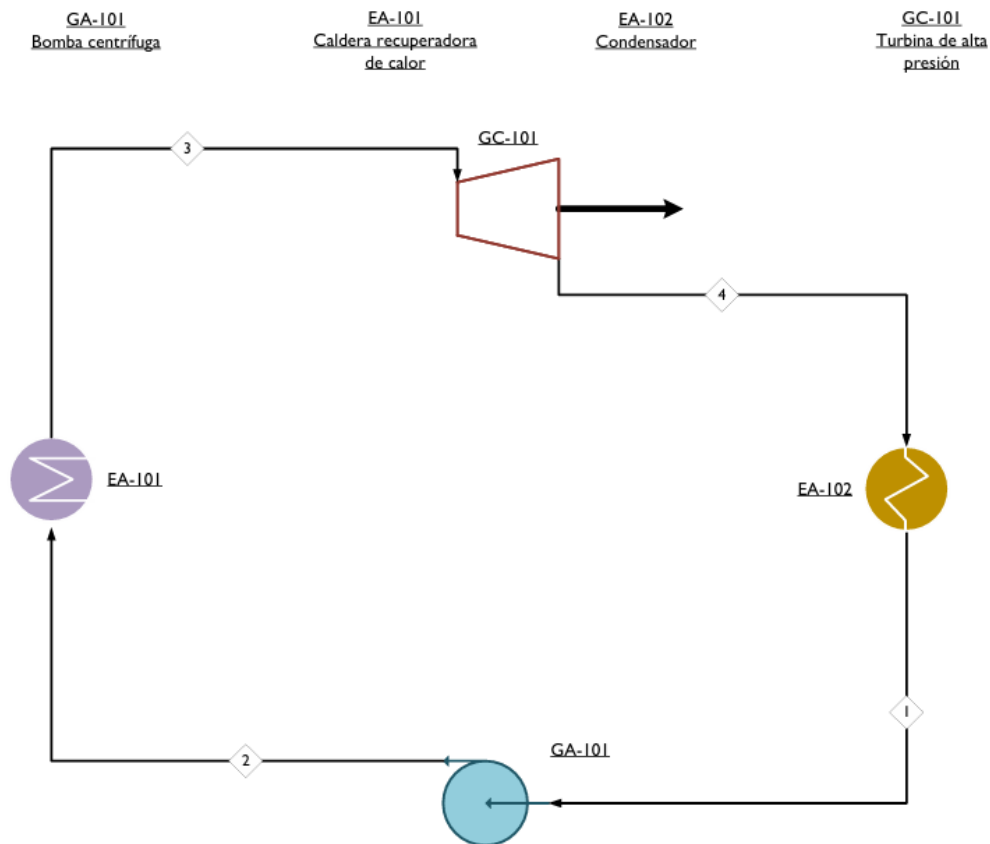 GA-101
Bomba centrífuga
EA-101
Caldera recuperadora
de calor
EA-102
Condensador
GC-101
Turbina de alta
presión
GC-101
3
4
EA-101
EA-102
1
GA-101
2